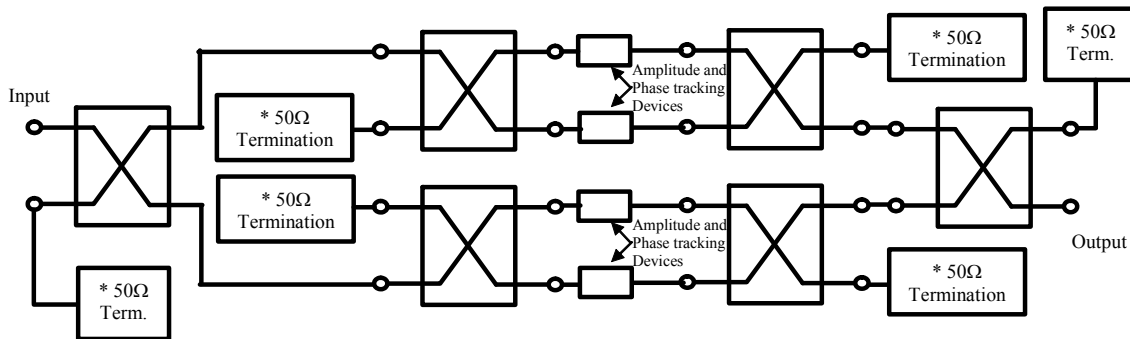 Input
* 50Ω
Term.
* 50Ω
Termination
* 50Ω
Termination
Amplitude and
Phase tracking
Devices
Amplitude and
Phase tracking
Devices
* 50Ω
Termination
* 50Ω
Term.
* 50Ω
Termination
Output